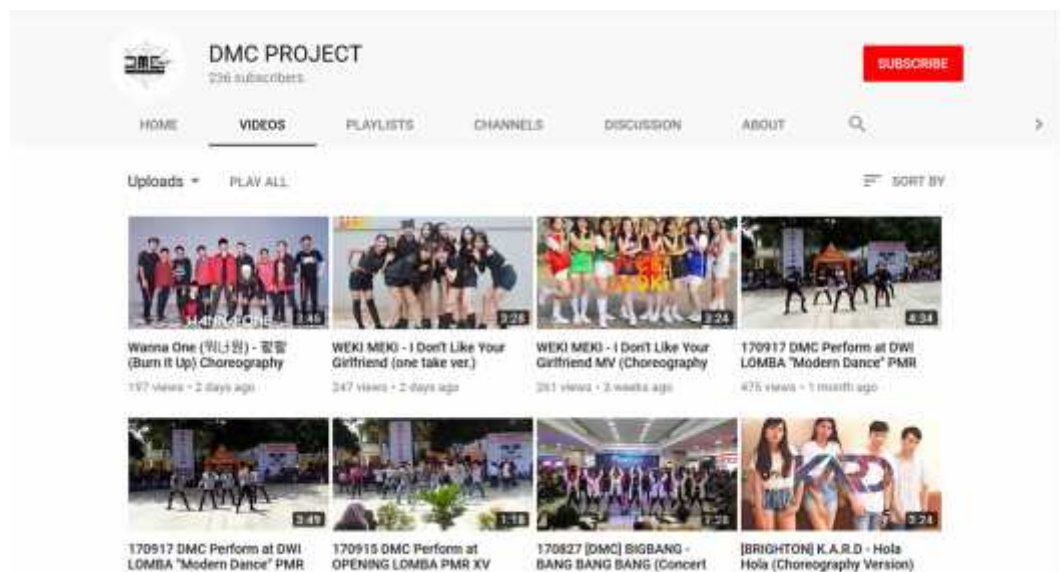 DMC PROJECT
236 subscribers
SUBSCRIBE
HOME VIDEOS PLAYLISTS CHANNELS DISCUSSION ABOUT
Uploads PLAY ALL SORT BY
3:28 3:24 4:34
Wanna One (워너원) - 활활 WEKI MEKI - I Don't Like Your WEKI MEKI - I Don't Like Your 170917 DMC Perform at DWI
(Burn It Up) Choreography Girlfriend (one take ver.) Girlfriend MV (Choreography LOMBA "Modern Dance" PMR
197 views • 2 days ago 247 views • 2 days ago 261 views • 2 weeks ago 475 views • 1 month ago
KARD
3:49 1:18 3:24
170917 DMC Perform at DWI 170915 DMC Perform at 170827 [DMC] BIGBANG - [BRIGHTON] K.A.R.D - Hola
LOMBA "Modern Dance" PMR OPENING LOMBA PMR XV BANG BANG BANG (Concert Hola (Choreography Version)